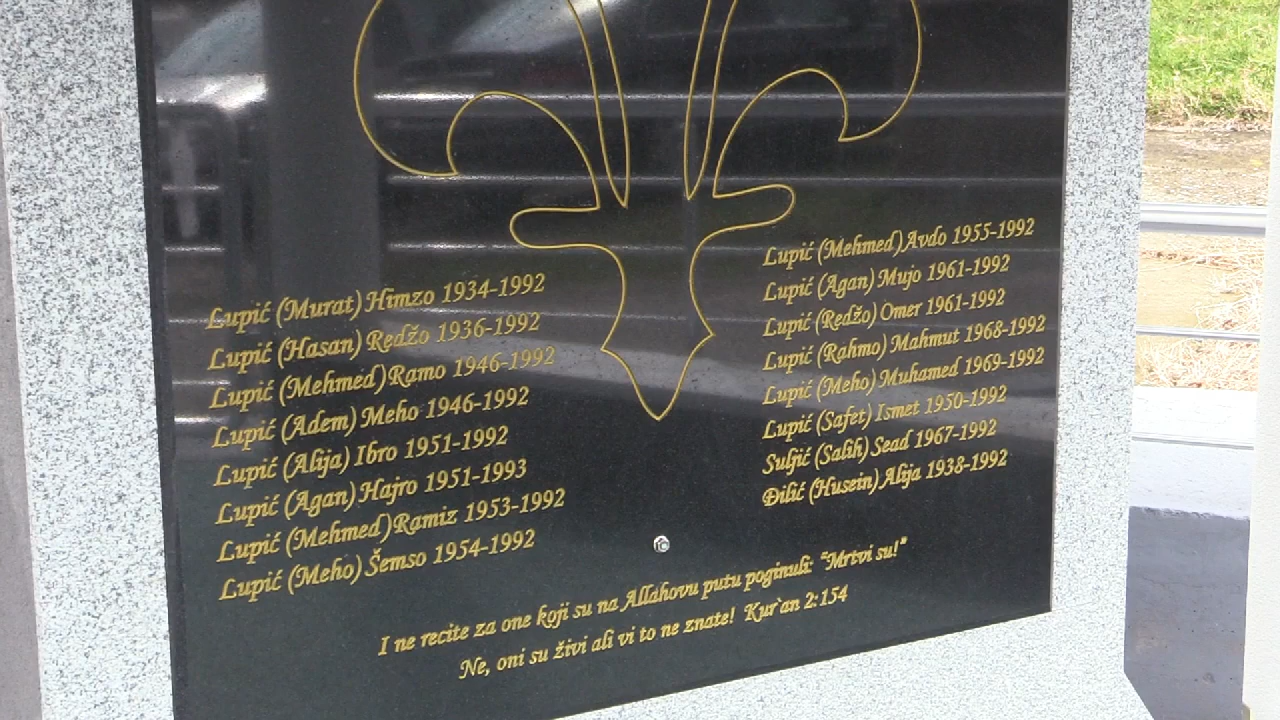 Lupić (Murat) Himzo 1934-1992
Lupić (Hasan) Redžo 1936-1992
Lupić (Mehmed) Ramo 1946-1992
Lupić (Adem) Meho 1946-1992
Lupić (Alija) Ibro 1951-1992
Lupić (Agan) Hajro 1951-1993
Lupić (Mehmed) Ramiz 1953-1992
Lupić (Meho) Šemso 1954-1992
Lupić (Mehmed) Avdo 1955-1992
Lupić (Agan) Mujo 1961-1992
Lupić (Redžo) Omer 1961-1992
Lupić (Rahmo) Mahmut 1968-1992
Lupić (Meho) Muhamed 1969-1992
Lupić (Safet) Ismet 1950-1992
Suljić (Salih) Sead 1967-1992
Đilić (Husein) Alija 1938-1992
I ne recite za one koji su na Allahovu putu poginuli: “Mrtvi su!”
Ne, oni su živi ali vi to ne znate! Kur`an 2:154